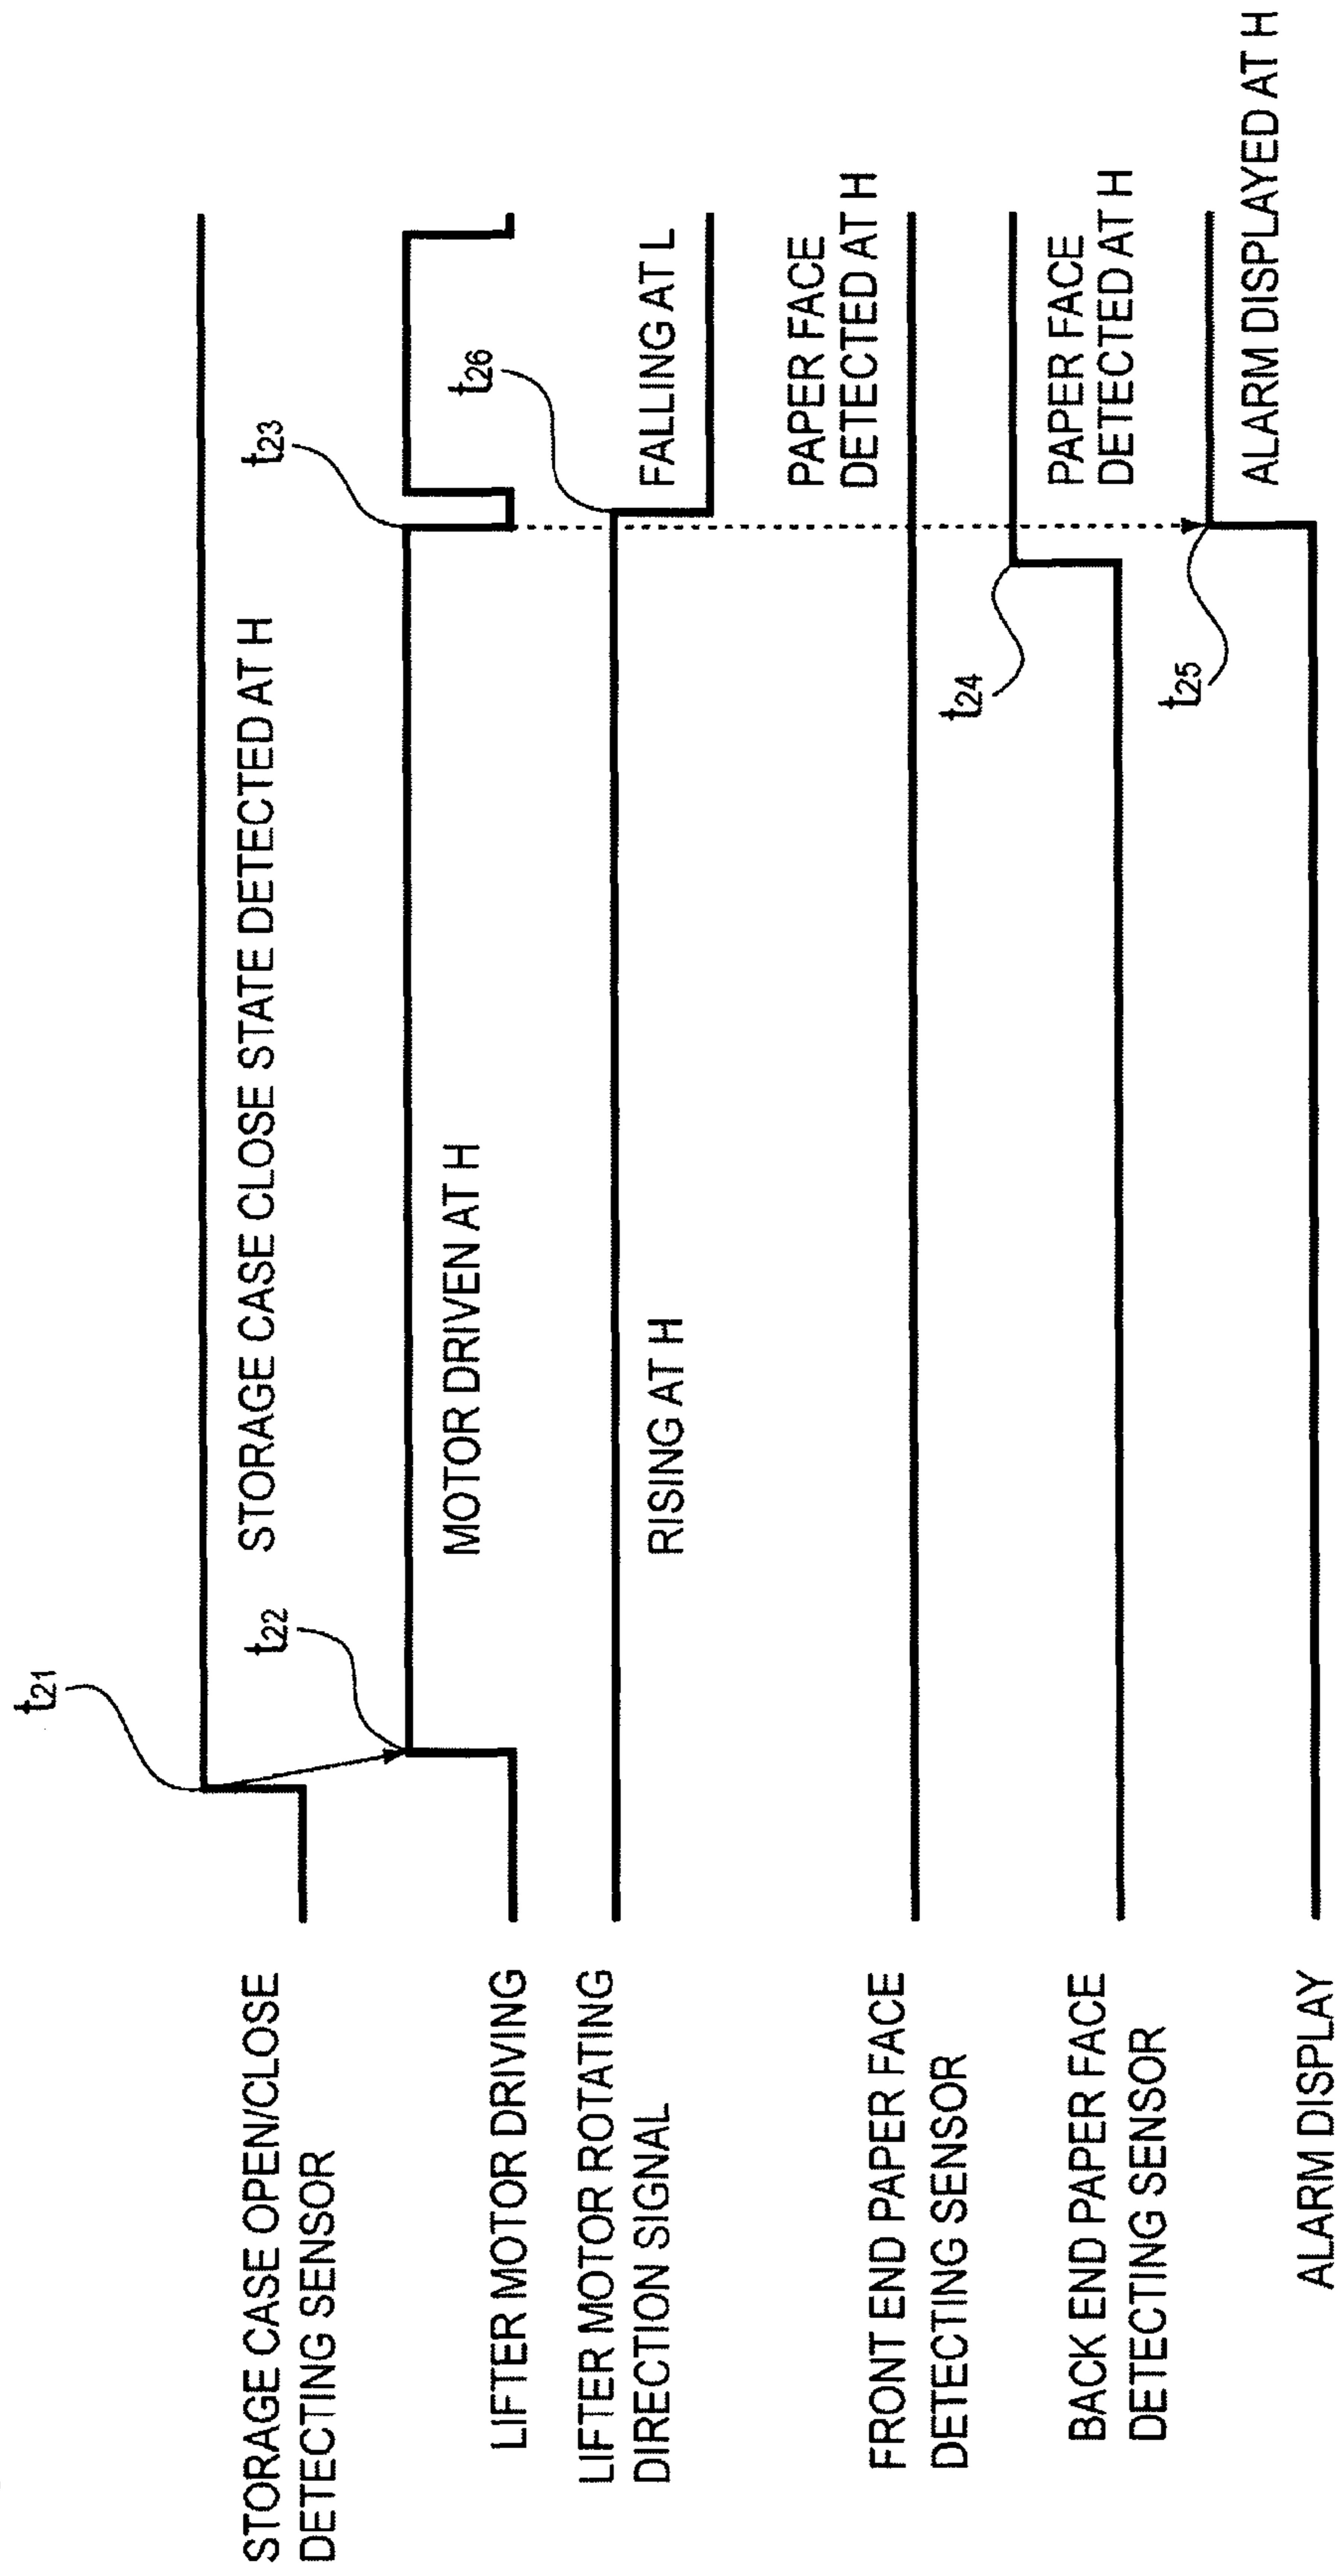 t21
STORAGE CASE OPEN/CLOSE
DETECTING SENSOR
STORAGE CASE CLOSE STATE DETECTED AT H
t22
t23
LIFTER MOTOR DRIVING
MOTOR DRIVEN AT H
t26
LIFTER MOTOR ROTATING
DIRECTION SIGNAL
RISING AT H
FALLING AT L
PAPER FACE
DETECTED AT H
FRONT END PAPER FACE
DETECTING SENSOR
t24
BACK END PAPER FACE
DETECTING SENSOR
PAPER FACE
DETECTED AT H
t25
ALARM DISPLAY
ALARM DISPLAYED AT H